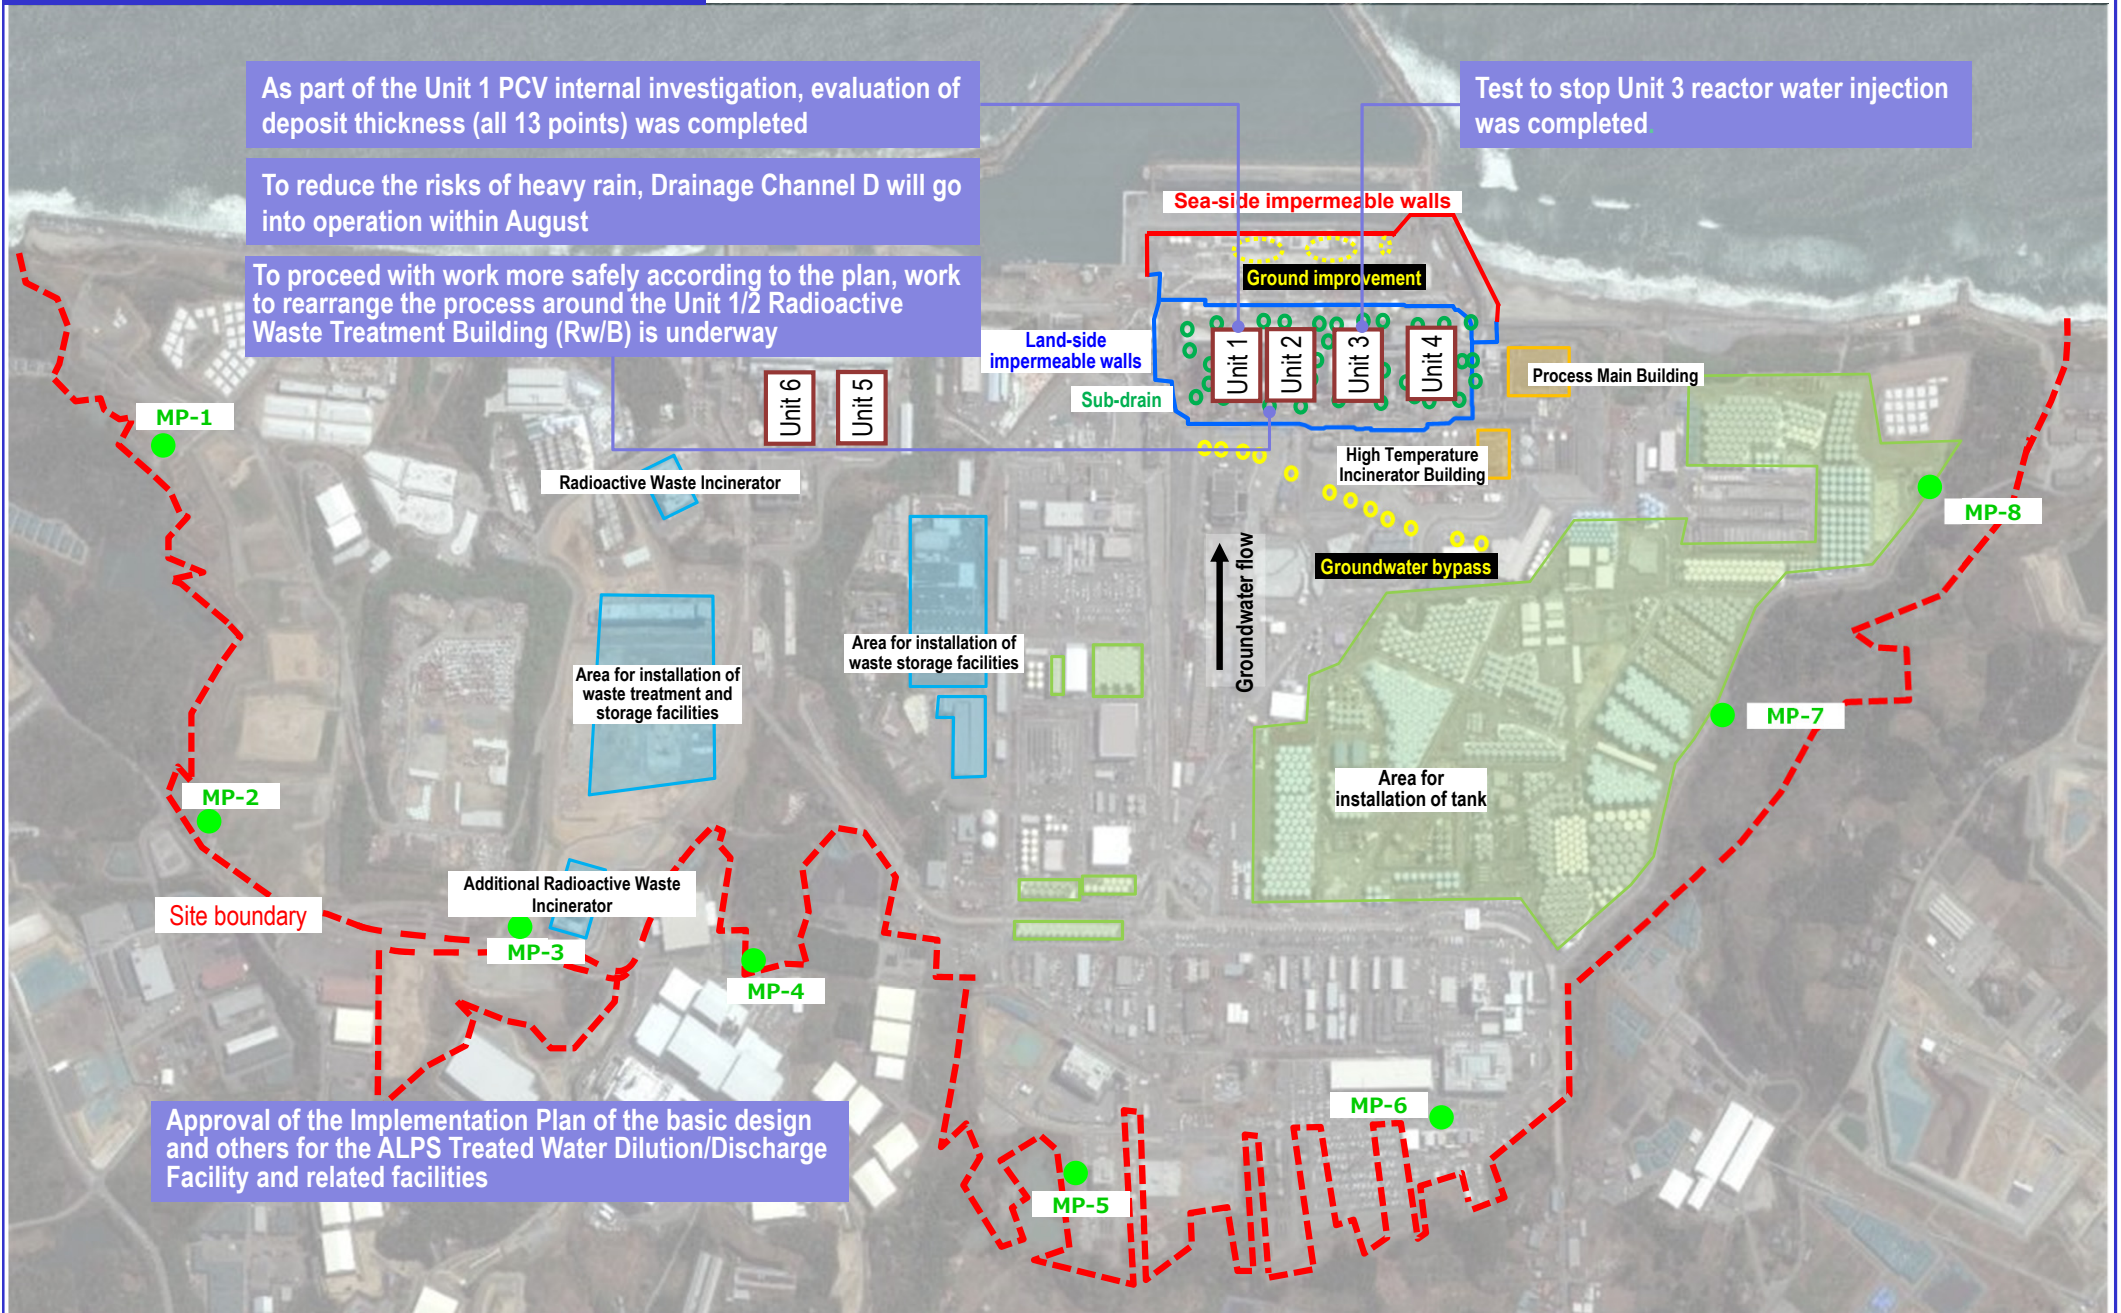 As part of the Unit 1 PCV internal investigation, evaluation of
deposit thickness (all 13 points) was completed
Test to stop Unit 3 reactor water injection
was completed.
To reduce the risks of heavy rain, Drainage Channel D will go
into operation within August
To proceed with work more safely according to the plan, work
to rearrange the process around the Unit 1/2 Radioactive
Waste Treatment Building (Rw/B) is underway
Sea-side impermeable walls
Ground improvement
Land-side
impermeable walls
Sub-drain
Unit 1
Unit 2
Unit 3
Unit 4
Unit 6
Unit 5
Process Main Building
High Temperature
Incinerator Building
MP-1
Radioactive Waste Incinerator
MP-8
Groundwater bypass
Groundwater flow
Area for installation of
waste storage facilities
Area for installation of
waste treatment and
storage facilities
MP-7
Area for
installation of tank
MP-2
Additional Radioactive Waste
Incinerator
Site boundary
MP-3
MP-4
MP-6
MP-5
Approval of the Implementation Plan of the basic design
and others for the ALPS Treated Water Dilution/Discharge
Facility and related facilities